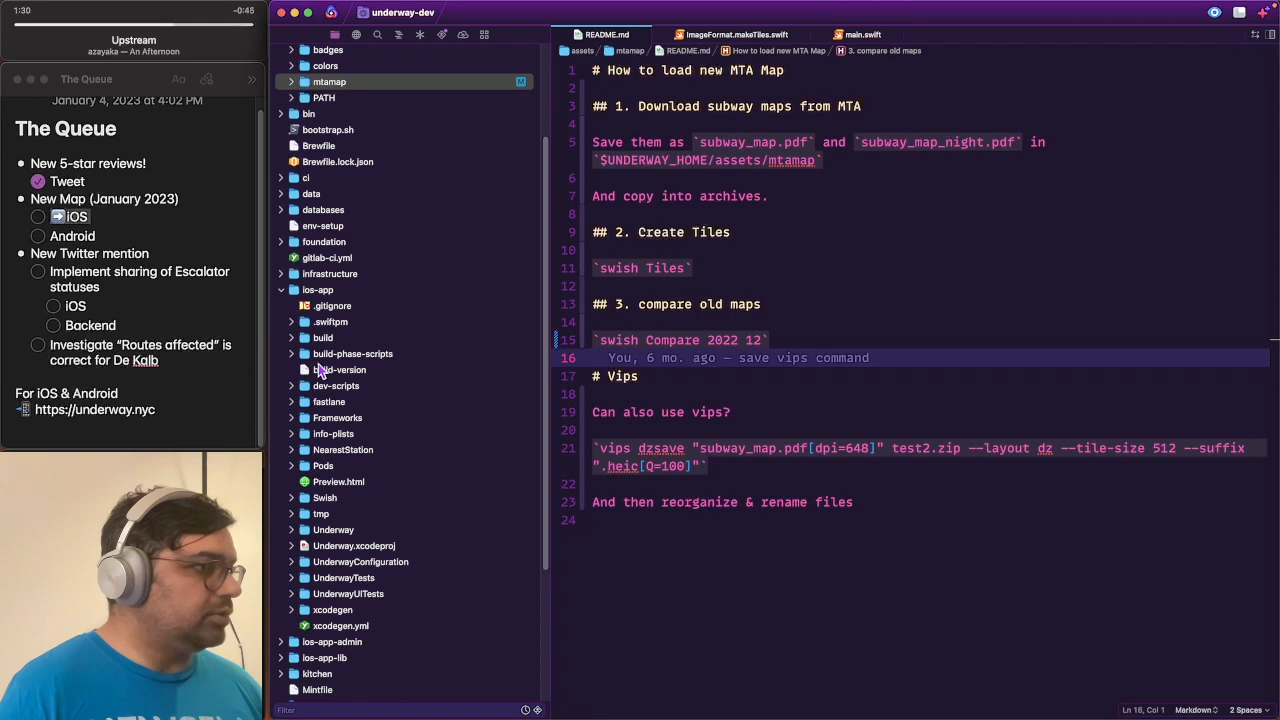 1:30
-0:45
Upstream
azayaka — An Afternoon
The Queue
Aa
January 4, 2023 at 4:02 PM
The Queue
New 5-star reviews!
Tweet
New Map (January 2023)
➡️iOS
Android
New Twitter mention
Implement sharing of Escalator
statuses
iOS
Backend
Investigate “Routes affected” is
correct for De Kalb
For iOS & Android
📲 https://underway.nyc
underway-dev
badges
colors
mtamap
M
PATH
bin
bootstrap.sh
Brewfile
Brewfile.lock.json
ci
data
databases
env-setup
foundation
gitlab-ci.yml
infrastructure
ios-app
.gitignore
.swiftpm
build
build-phase-scripts
build-version
dev-scripts
fastlane
Frameworks
info-plists
NearestStation
Pods
Preview.html
Swish
tmp
Underway
Underway.xcodeproj
UnderwayConfiguration
UnderwayTests
UnderwayUITests
xcodegen
xcodegen.yml
ios-app-admin
ios-app-lib
kitchen
Mintfile
Filter
README.md
ImageFormat.makeTiles.swift
main.swift
assets › mtamap › README.md › H How to load new MTA Map › H 3. compare old maps
1 # How to load new MTA Map
2
3 ## 1. Download subway maps from MTA
4
5 Save them as `subway_map.pdf` and `subway_map_night.pdf` in
`$UNDERWAY_HOME/assets/mtamap`
6
7 And copy into archives.
8
9 ## 2. Create Tiles
10
11 `swish Tiles`
12
13 ## 3. compare old maps
14
15 `swish Compare 2022 12`
16 You, 6 mo. ago — save vips command
17 # Vips
18
19 Can also use vips?
20
21 `vips dzsave "subway_map.pdf[dpi=648]" test2.zip --layout dz --tile-size 512 --suffix
".heic[Q=100]"`
22
23 And then reorganize & rename files
24
Ln 16, Col 1
Markdown
2 Spaces